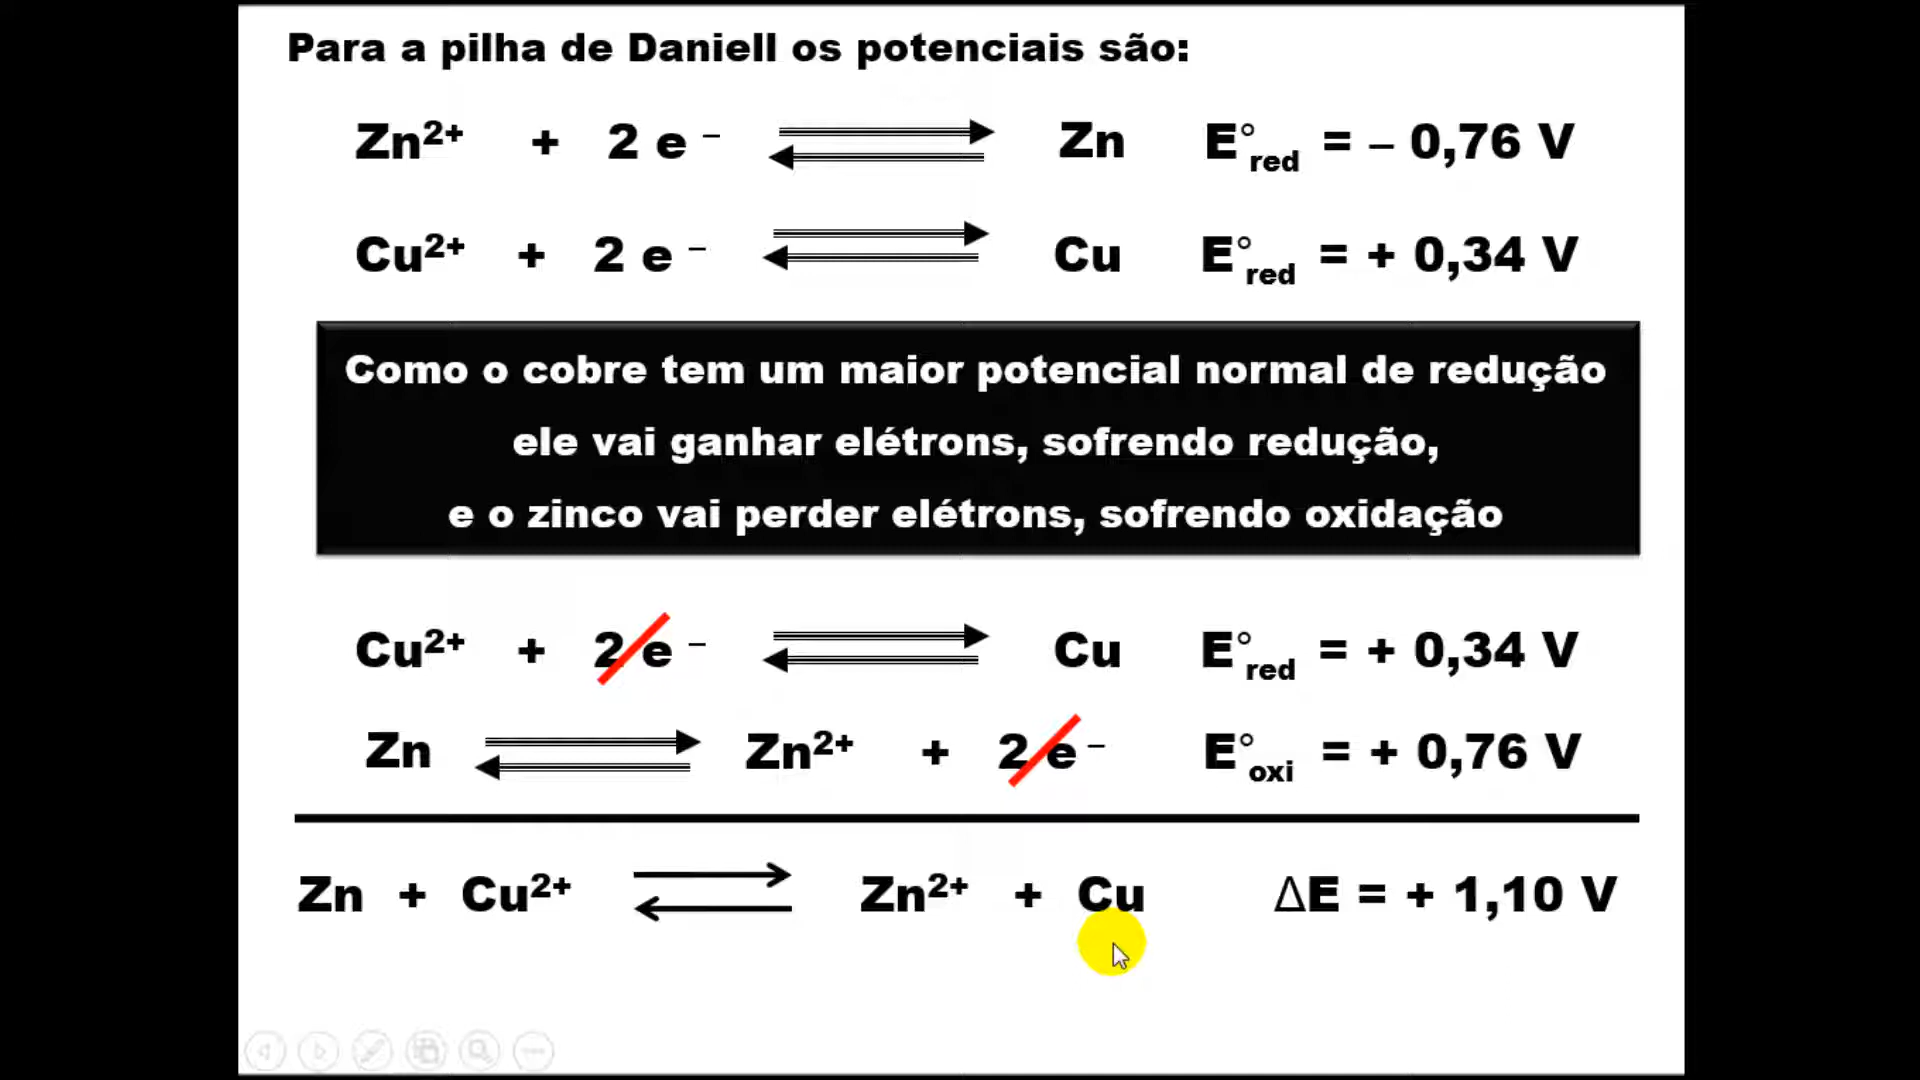 Para a pilha de Daniell os potenciais são:
Zn²⁺ + 2 e ⁻ ⇄ Zn E°red = – 0,76 V
Cu²⁺ + 2 e ⁻ ⇄ Cu E°red = + 0,34 V
Como o cobre tem um maior potencial normal de redução
ele vai ganhar elétrons, sofrendo redução,
e o zinco vai perder elétrons, sofrendo oxidação
Cu²⁺ + 2 e ⁻ ⇄ Cu E°red = + 0,34 V
Zn ⇄ Zn²⁺ + 2 e ⁻ E°oxi = + 0,76 V
Zn + Cu²⁺ ⇄ Zn²⁺ + Cu ΔE = + 1,10 V